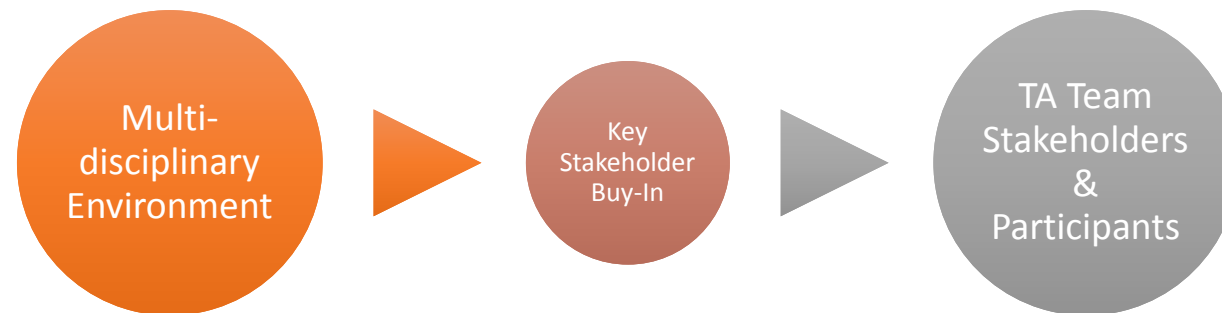 Multi-
disciplinary
Environment
Key
Stakeholder
Buy-In
TA Team
Stakeholders
&
Participants